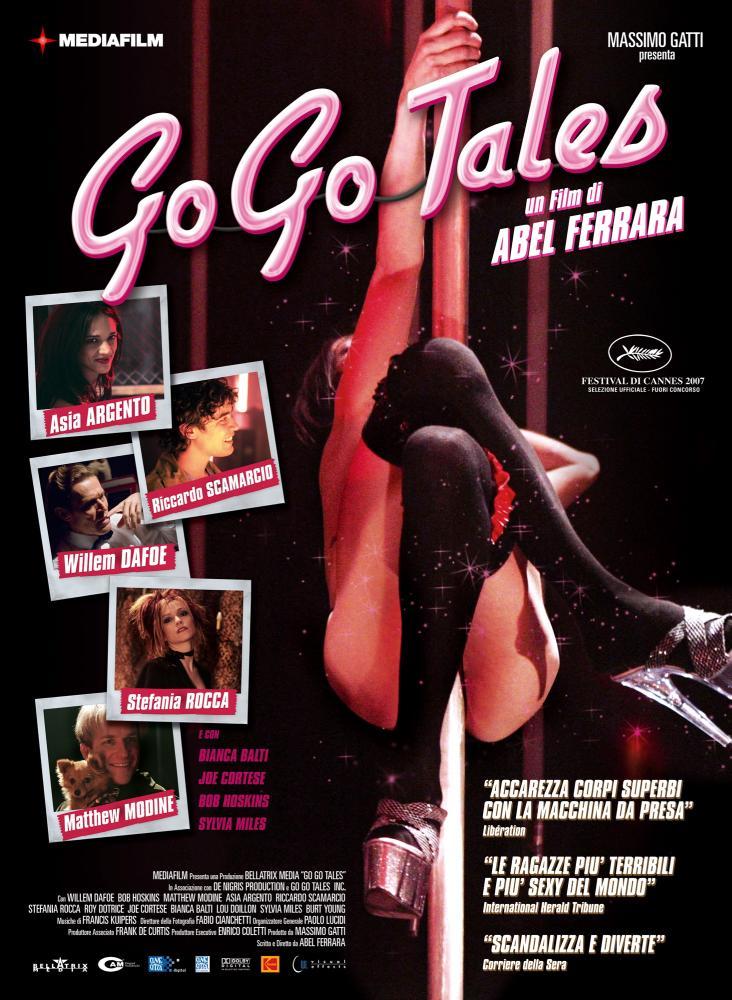 MEDIAFILM
MASSIMO GATTI
presenta
Go Go Tales
un Film di
ABEL FERRARA
FESTIVAL DI CANNES 2007
SELEZIONE UFFICIALE - FUORI CONCORSO
Asia ARGENTO
Riccardo SCAMARCIO
Willem DAFOE
Stefania ROCCA
Matthew MODINE
E CON
BIANCA BALTI
JOE CORTESE
BOB HOSKINS
SYLVIA MILES
“ACCAREZZA CORPI SUPERBI
CON LA MACCHINA DA PRESA”
Libération
“LE RAGAZZE PIU’ TERRIBILI
E PIU’ SEXY DEL MONDO”
International Herald Tribune
“SCANDALIZZA E DIVERTE”
Corriere della Sera
MEDIAFILM Presenta una Produzione BELLATRIX MEDIA “GO GO TALES”
In Associazione con DE NIGRIS PRODUCTION e GO GO TALES INC.
Con WILLEM DAFOE BOB HOSKINS MATTHEW MODINE ASIA ARGENTO RICCARDO SCAMARCIO
STEFANIA ROCCA ROY DOTRICE JOE CORTESE BIANCA BALTI LOU DOILLON SYLVIA MILES BURT YOUNG
Musiche di FRANCIS KUIPERS Direttore della Fotografia FABIO CIANCHETTI Organizzatore Generale PAOLO LUCIDI
Produttore Associato FRANK DE CURTIS Produttore Esecutivo ENRICO COLETTI Prodotto da MASSIMO GATTI
Scritto e Diretto da ABEL FERRARA
BELLATRIX
CAM
DOLBY
DIGITAL
Kodak